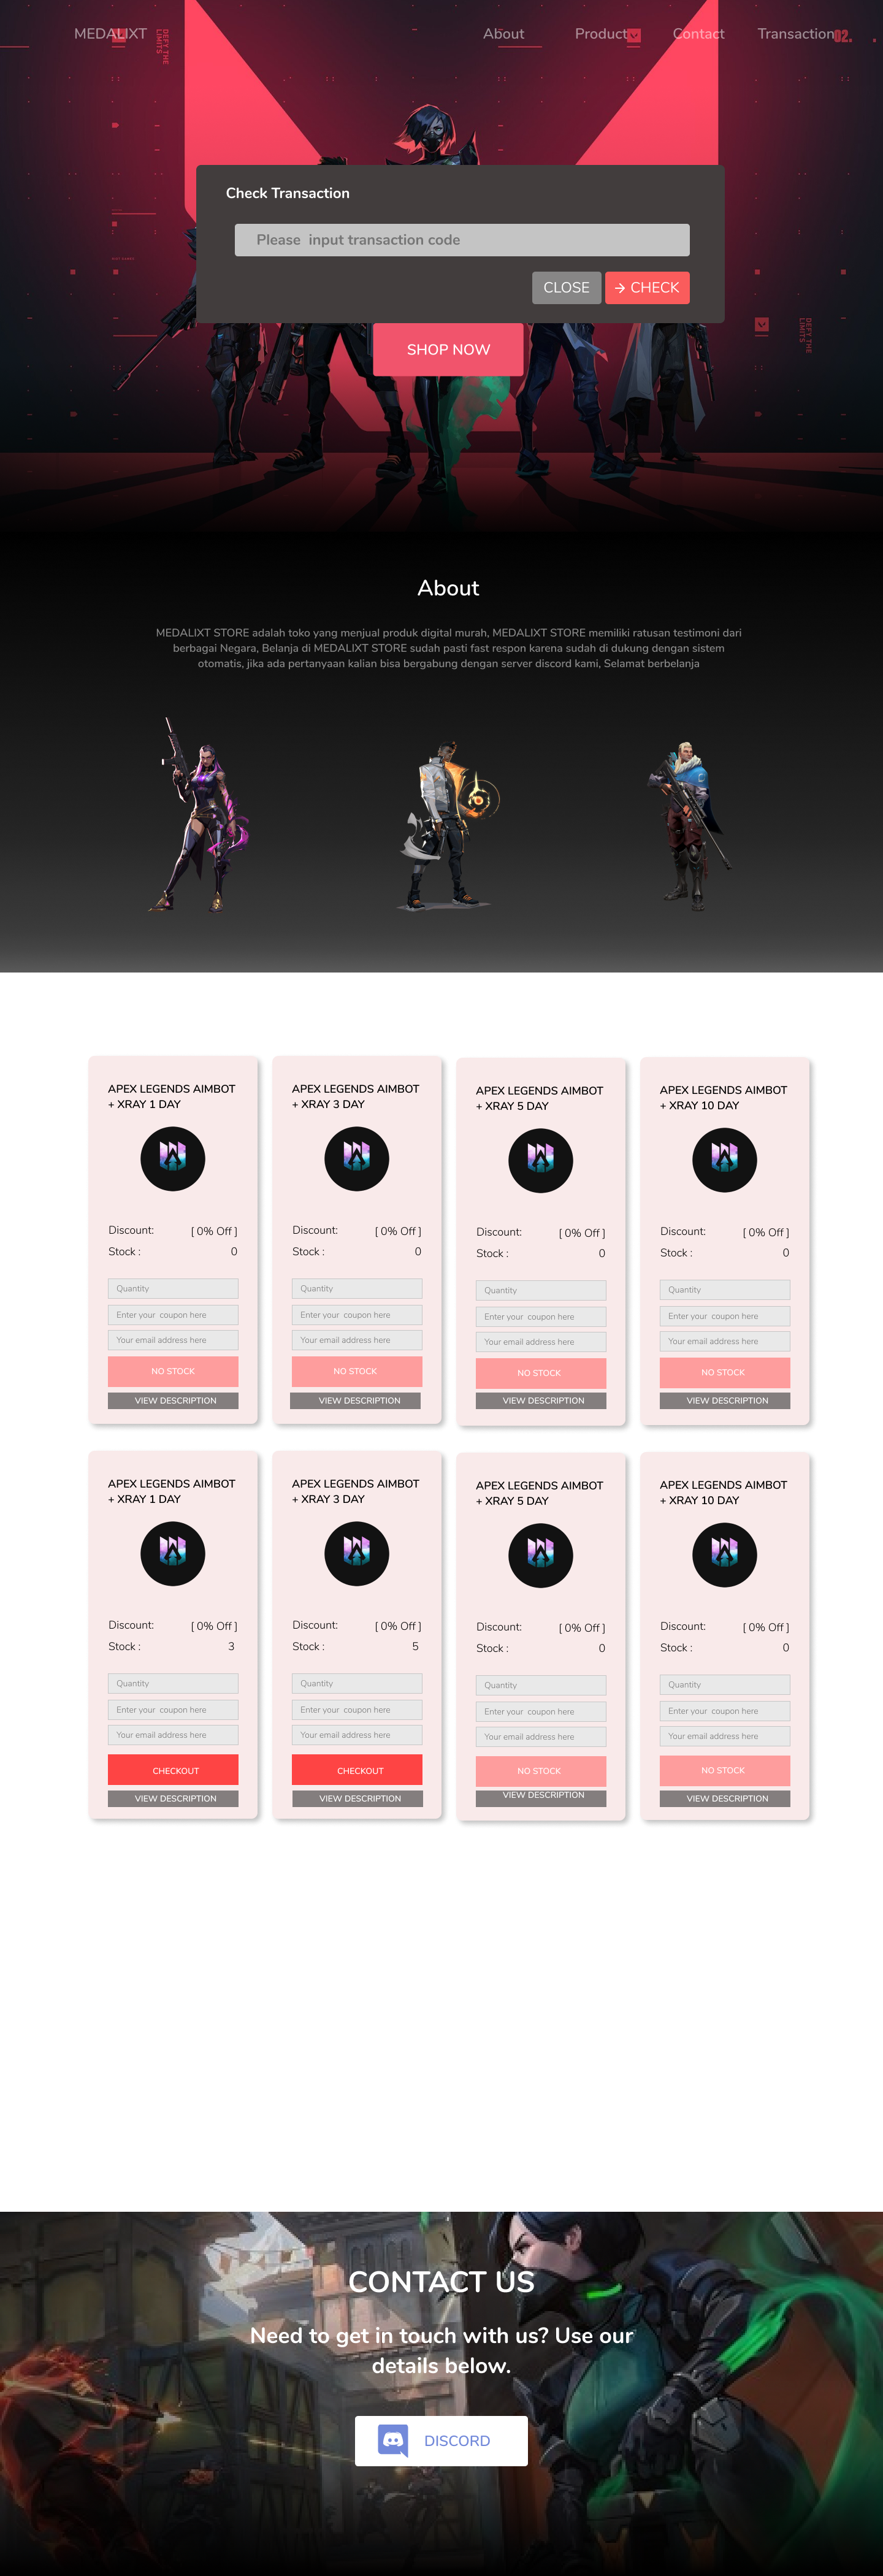 MEDALIXT
About
Product
Contact
Transaction
02.
DEFY THE
LIMITS
Check Transaction
Please  input transaction code
CLOSE
→ CHECK
DEFY THE
LIMITS
SHOP NOW
About
MEDALIXT STORE adalah toko yang menjual produk digital murah, MEDALIXT STORE memiliki ratusan testimoni dari
berbagai Negara, Belanja di MEDALIXT STORE sudah pasti fast respon karena sudah di dukung dengan sistem
otomatis, jika ada pertanyaan kalian bisa bergabung dengan server discord kami, Selamat berbelanja
APEX LEGENDS AIMBOT
+ XRAY 1 DAY
Discount:
[ 0% Off ]
Stock :
0
Quantity
Enter your  coupon here
Your email address here
NO STOCK
VIEW DESCRIPTION
APEX LEGENDS AIMBOT
+ XRAY 3 DAY
Discount:
[ 0% Off ]
Stock :
0
Quantity
Enter your  coupon here
Your email address here
NO STOCK
VIEW DESCRIPTION
APEX LEGENDS AIMBOT
+ XRAY 5 DAY
Discount:
[ 0% Off ]
Stock :
0
Quantity
Enter your  coupon here
Your email address here
NO STOCK
VIEW DESCRIPTION
APEX LEGENDS AIMBOT
+ XRAY 10 DAY
Discount:
[ 0% Off ]
Stock :
0
Quantity
Enter your  coupon here
Your email address here
NO STOCK
VIEW DESCRIPTION
APEX LEGENDS AIMBOT
+ XRAY 1 DAY
Discount:
[ 0% Off ]
Stock :
3
Quantity
Enter your  coupon here
Your email address here
CHECKOUT
VIEW DESCRIPTION
APEX LEGENDS AIMBOT
+ XRAY 3 DAY
Discount:
[ 0% Off ]
Stock :
5
Quantity
Enter your  coupon here
Your email address here
CHECKOUT
VIEW DESCRIPTION
APEX LEGENDS AIMBOT
+ XRAY 5 DAY
Discount:
[ 0% Off ]
Stock :
0
Quantity
Enter your  coupon here
Your email address here
NO STOCK
VIEW DESCRIPTION
APEX LEGENDS AIMBOT
+ XRAY 10 DAY
Discount:
[ 0% Off ]
Stock :
0
Quantity
Enter your  coupon here
Your email address here
NO STOCK
VIEW DESCRIPTION
CONTACT US
Need to get in touch with us? Use our
details below.
DISCORD